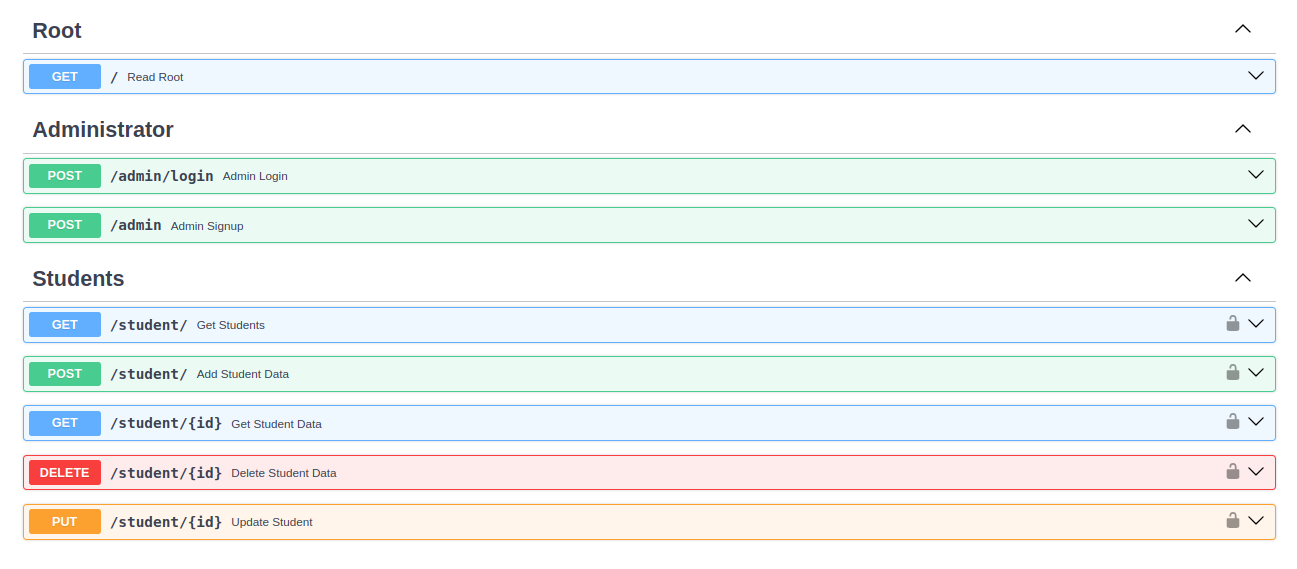 Root
GET / Read Root
Administrator
POST /admin/login Admin Login
POST /admin Admin Signup
Students
GET /student/ Get Students
POST /student/ Add Student Data
GET /student/{id} Get Student Data
DELETE /student/{id} Delete Student Data
PUT /student/{id} Update Student